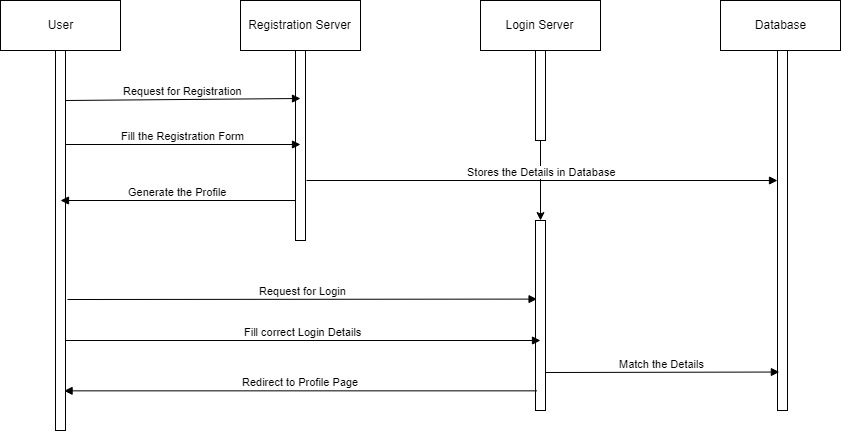 User
Registration Server
Login Server
Database
Request for Registration
Fill the Registration Form
Stores the Details in Database
Generate the Profile
Request for Login
Fill correct Login Details
Match the Details
Redirect to Profile Page